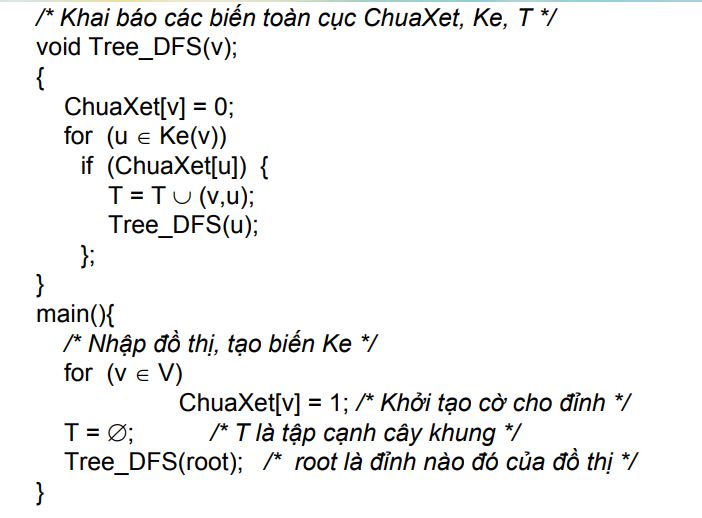 /* Khai báo các biến toàn cục ChuaXet, Ke, T */
void Tree_DFS(v);
{
ChuaXet[v] = 0;
for (u ∈ Ke(v))
if (ChuaXet[u]) {
T = T ∪ (v,u);
Tree_DFS(u);
};
}
main(){
/* Nhập đồ thị, tạo biến Ke */
for (v ∈ V)
ChuaXet[v] = 1; /* Khởi tạo cờ cho đỉnh */
T = ∅; /* T là tập cạnh cây khung */
Tree_DFS(root); /* root là đỉnh nào đó của đồ thị */
}